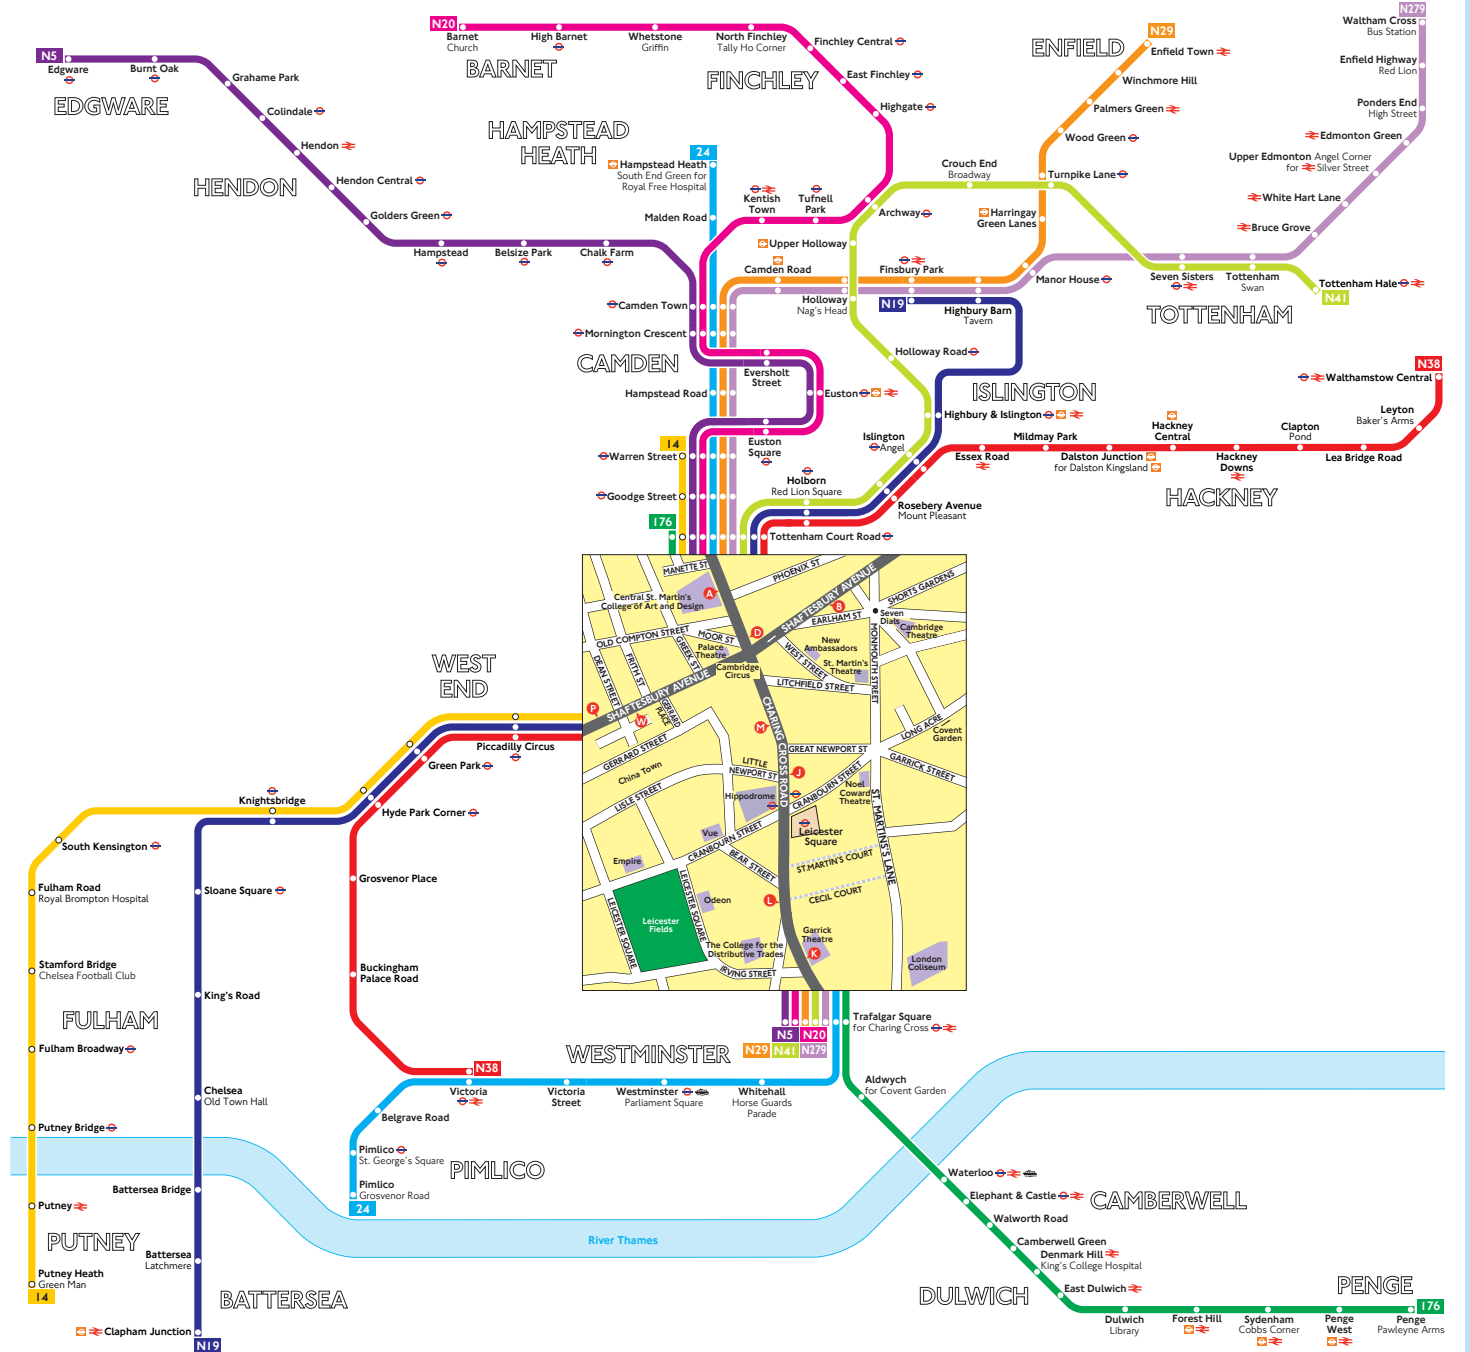 N5
Edgware
Burnt Oak
Grahame Park
Colindale
Hendon
Hendon Central
Golders Green
Hampstead
Belsize Park
Chalk Farm
EDGWARE
HENDON
N20
Barnet
Church
High Barnet
Whetstone
Griffin
North Finchley
Tally Ho Corner
Finchley Central
East Finchley
Highgate
BARNET
FINCHLEY
HAMPSTEAD
HEATH
24
Hampstead Heath
South End Green for
Royal Free Hospital
Malden Road
Kentish
Town
Tufnell
Park
Archway
Upper Holloway
Camden Road
Holloway
Nag's Head
Finsbury Park
N19
Highbury Barn
Tavern
Crouch End
Broadway
ENFIELD
N29
Enfield Town
Winchmore Hill
Palmers Green
Wood Green
Turnpike Lane
Harringay
Green Lanes
Manor House
N279
Waltham Cross
Bus Station
Enfield Highway
Red Lion
Ponders End
High Street
Edmonton Green
Upper Edmonton Angel Corner
for Silver Street
White Hart Lane
Bruce Grove
Seven Sisters
Tottenham
Swan
Tottenham Hale
N41
TOTTENHAM
Camden Town
Mornington Crescent
CAMDEN
Eversholt
Street
Hampstead Road
Euston
Euston
Square
14
Warren Street
Goodge Street
176
Tottenham Court Road
Holborn
Red Lion Square
Islington
Angel
Holloway Road
Highbury & Islington
ISLINGTON
Rosebery Avenue
Mount Pleasant
Essex Road
Mildmay Park
Dalston Junction
for Dalston Kingsland
Hackney
Central
Hackney
Downs
Clapton
Pond
Lea Bridge Road
Leyton
Baker's Arms
Walthamstow Central
N38
HACKNEY
MANETTE ST
PHOENIX ST
SHAFTESBURY AVENUE
SHORTS GARDENS
Central St. Martin's
College of Art and Design
A
B
EARLHAM ST
Seven
Dials
Cambridge
Theatre
OLD COMPTON STREET
MOOR ST
D
Palace
Theatre
New
Ambassadors
WEST STREET
St. Martin's
Theatre
MONMOUTH STREET
DEAN STREET
FRITH ST
GREEK ST
Cambridge
Circus
LITCHFIELD STREET
SHAFTESBURY AVENUE
P
W
GERRARD
PLACE
CHARING CROSS ROAD
M
LONG ACRE
Covent
Garden
GERRARD STREET
GREAT NEWPORT ST
GARRICK STREET
China Town
LITTLE
NEWPORT ST
J
LISLE STREET
Hippodrome
CRANBOURN STREET
Noel
Coward
Theatre
ST. MARTINS'S LANE
Vue
Leicester
Square
CRANBOURN STREET
Empire
BEAR STREET
ST.MARTIN'S COURT
CECIL COURT
LEICESTER SQUARE
LEICESTER SQUARE
Odeon
L
Leicester
Fields
Garrick
Theatre
K
The College for the
Distributive Trades
IRVING STREET
London
Coliseum
WEST
END
Piccadilly Circus
Green Park
Hyde Park Corner
Knightsbridge
South Kensington
Fulham Road
Royal Brompton Hospital
Sloane Square
Grosvenor Place
Stamford Bridge
Chelsea Football Club
King's Road
Buckingham
Palace Road
FULHAM
Fulham Broadway
Chelsea
Old Town Hall
Putney Bridge
Battersea Bridge
Putney
PUTNEY
Battersea
Latchmere
Putney Heath
Green Man
14
BATTERSEA
Clapham Junction
N19
N38
Victoria
Victoria
Street
Westminster
Parliament Square
Whitehall
Horse Guards
Parade
WESTMINSTER
N5
N20
N29
N41
N279
Trafalgar Square
for Charing Cross
Belgrave Road
Pimlico
St. George's Square
Pimlico
Grosvenor Road
24
PIMLICO
River Thames
Aldwych
for Covent Garden
Waterloo
Elephant & Castle
Walworth Road
Camberwell Green
Denmark Hill
King's College Hospital
East Dulwich
CAMBERWELL
DULWICH
Dulwich
Library
Forest Hill
Sydenham
Cobbs Corner
Penge
West
Penge
Pawleyne Arms
176
PENGE